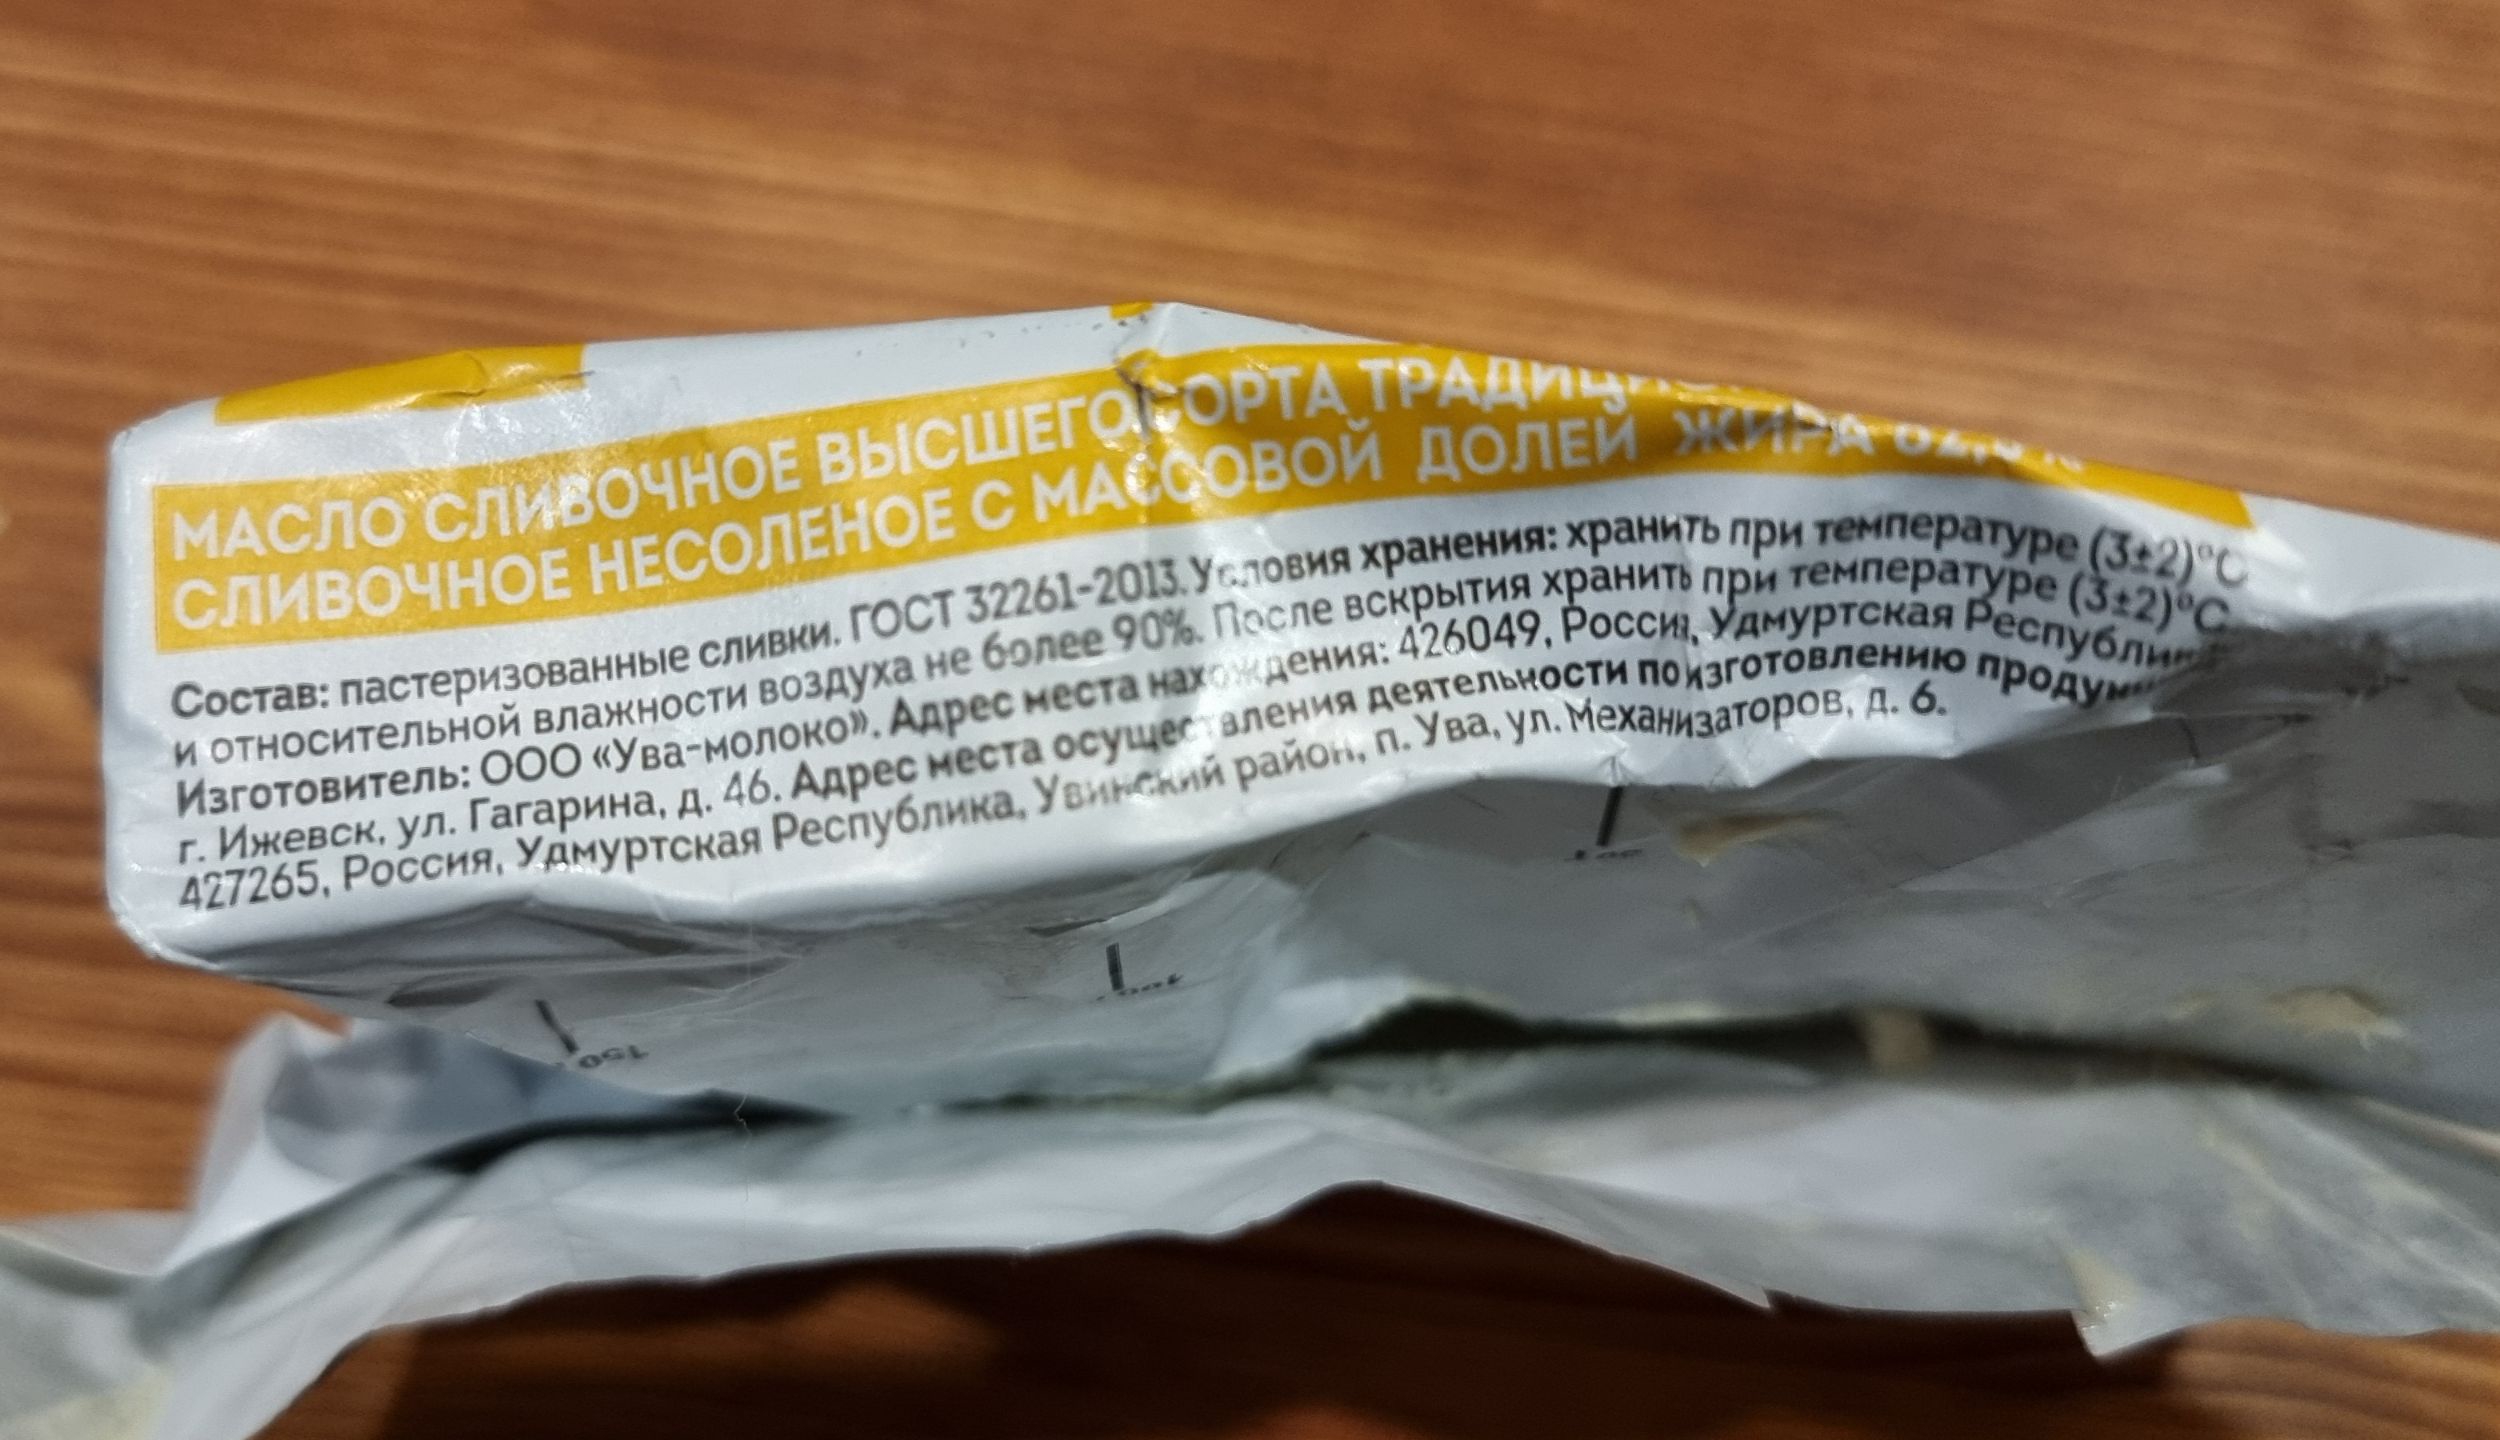 МАСЛО СЛИВОЧНОЕ ВЫСШЕГО СОРТА
СЛИВОЧНОЕ НЕСОЛЕНОЕ С МАССОВОЙ ДОЛЕЙ ЖИРА
Состав: пастеризованные сливки. ГОСТ 32261-2013. Условия хранения: хранить при температуре (3±2)°С
и относительной влажности воздуха не более 90%. После вскрытия хранить при температуре (3±2)°С.
Изготовитель: ООО «Ува-молоко». Адрес места нахождения: 426049, Россия, Удмуртская
г. Ижевск, ул. Гагарина, д. 46. Адрес места осуществления деятельности по изготовлению
427265, Россия, Удмуртская Республика, Увинский район, п. Ува, ул. Механизаторов, д. 6.
150